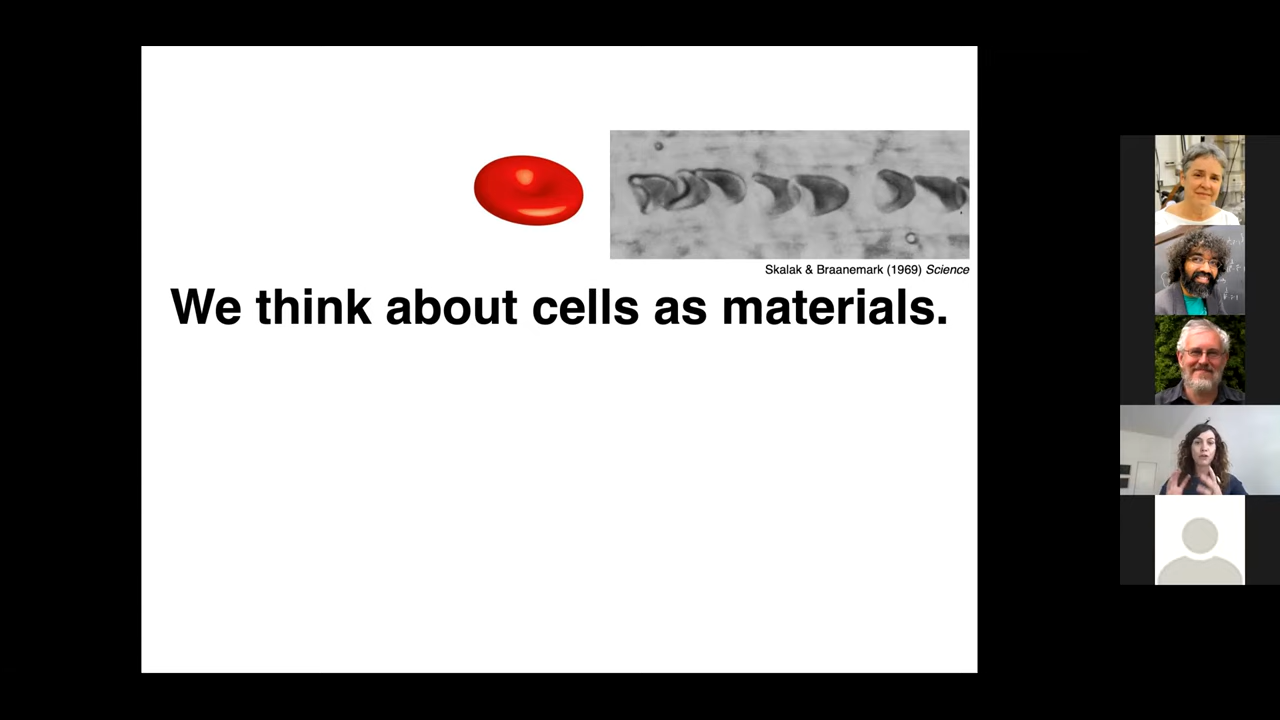 Skalak & Braanemark (1969) Science
We think about cells as materials.